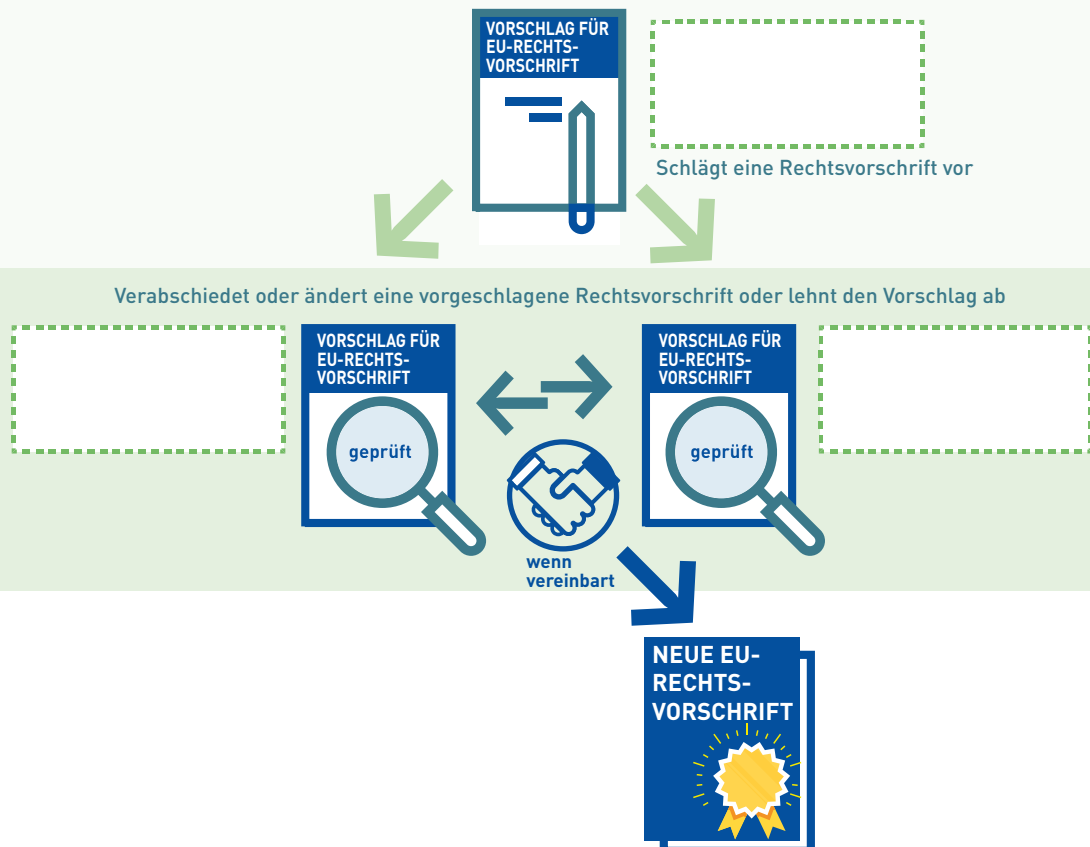 VORSCHLAG FÜR
EU-RECHTS-
VORSCHRIFT
Schlägt eine Rechtsvorschrift vor
Verabschiedet oder ändert eine vorgeschlagene Rechtsvorschrift oder lehnt den Vorschlag ab
VORSCHLAG FÜR
EU-RECHTS-
VORSCHRIFT
geprüft
VORSCHLAG FÜR
EU-RECHTS-
VORSCHRIFT
geprüft
wenn
vereinbart
NEUE EU-
RECHTS-
VORSCHRIFT